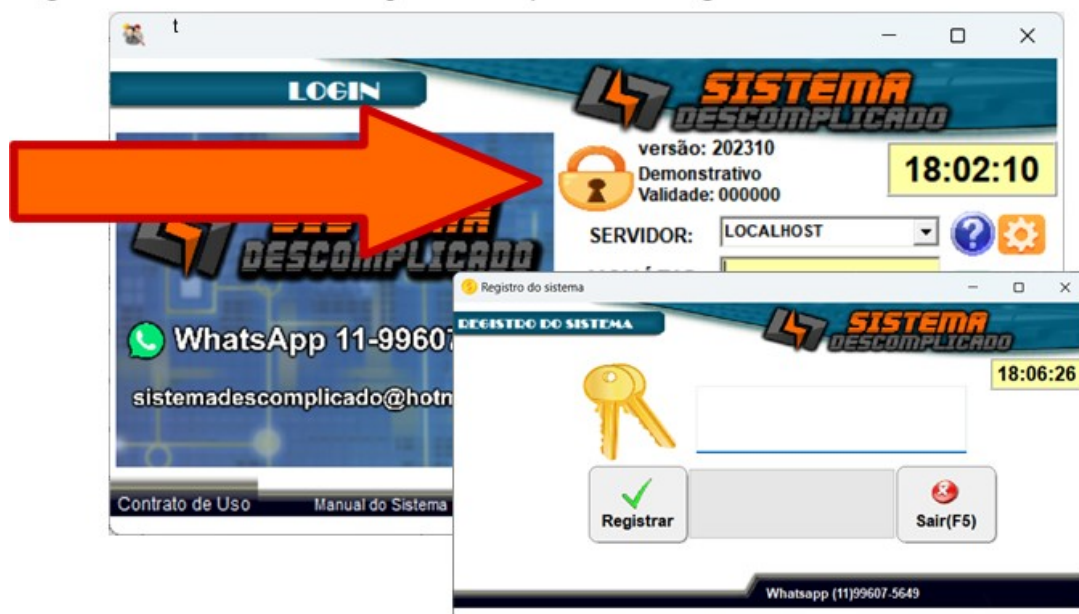 t
LOGIN
SISTEMA
DESCOMPLICADO
versão: 202310
Demonstrativo
Validade: 000000
18:02:10
SERVIDOR:
LOCALHOST
DESCOMPLICADO
WhatsApp 11-99607
sistemadescomplicado@hotm
Contrato de Uso
Manual do Sistema
Registro do sistema
REGISTRO DO SISTEMA
SISTEMA
DESCOMPLICADO
18:06:26
Registrar
Sair(F5)
Whatsapp (11)99607-5649